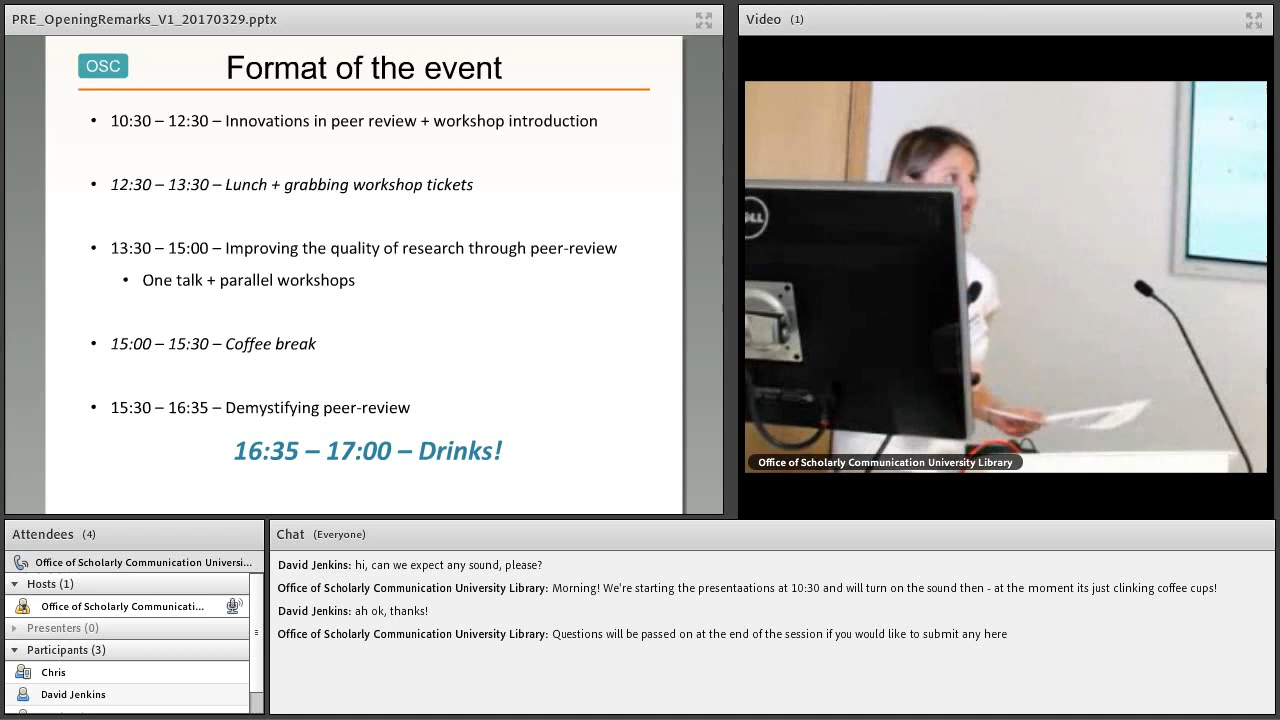 PRE_OpeningRemarks_V1_20170329.pptx
OSC
Format of the event
• 10:30 – 12:30 – Innovations in peer review + workshop introduction
• 12:30 – 13:30 – Lunch + grabbing workshop tickets
• 13:30 – 15:00 – Improving the quality of research through peer-review
• One talk + parallel workshops
• 15:00 – 15:30 – Coffee break
• 15:30 – 16:35 – Demystifying peer-review
16:35 – 17:00 – Drinks!
Video (1)
DELL
Office of Scholarly Communication University Library
Attendees (4)
Office of Scholarly Communication Universi...
Hosts (1)
Office of Scholarly Communicati...
Presenters (0)
Participants (3)
Chris
David Jenkins
Chat (Everyone)
David Jenkins: hi, can we expect any sound, please?
Office of Scholarly Communication University Library: Morning! We're starting the presentaations at 10:30 and will turn on the sound then - at the moment its just clinking coffee cups!
David Jenkins: ah ok, thanks!
Office of Scholarly Communication University Library: Questions will be passed on at the end of the session if you would like to submit any here